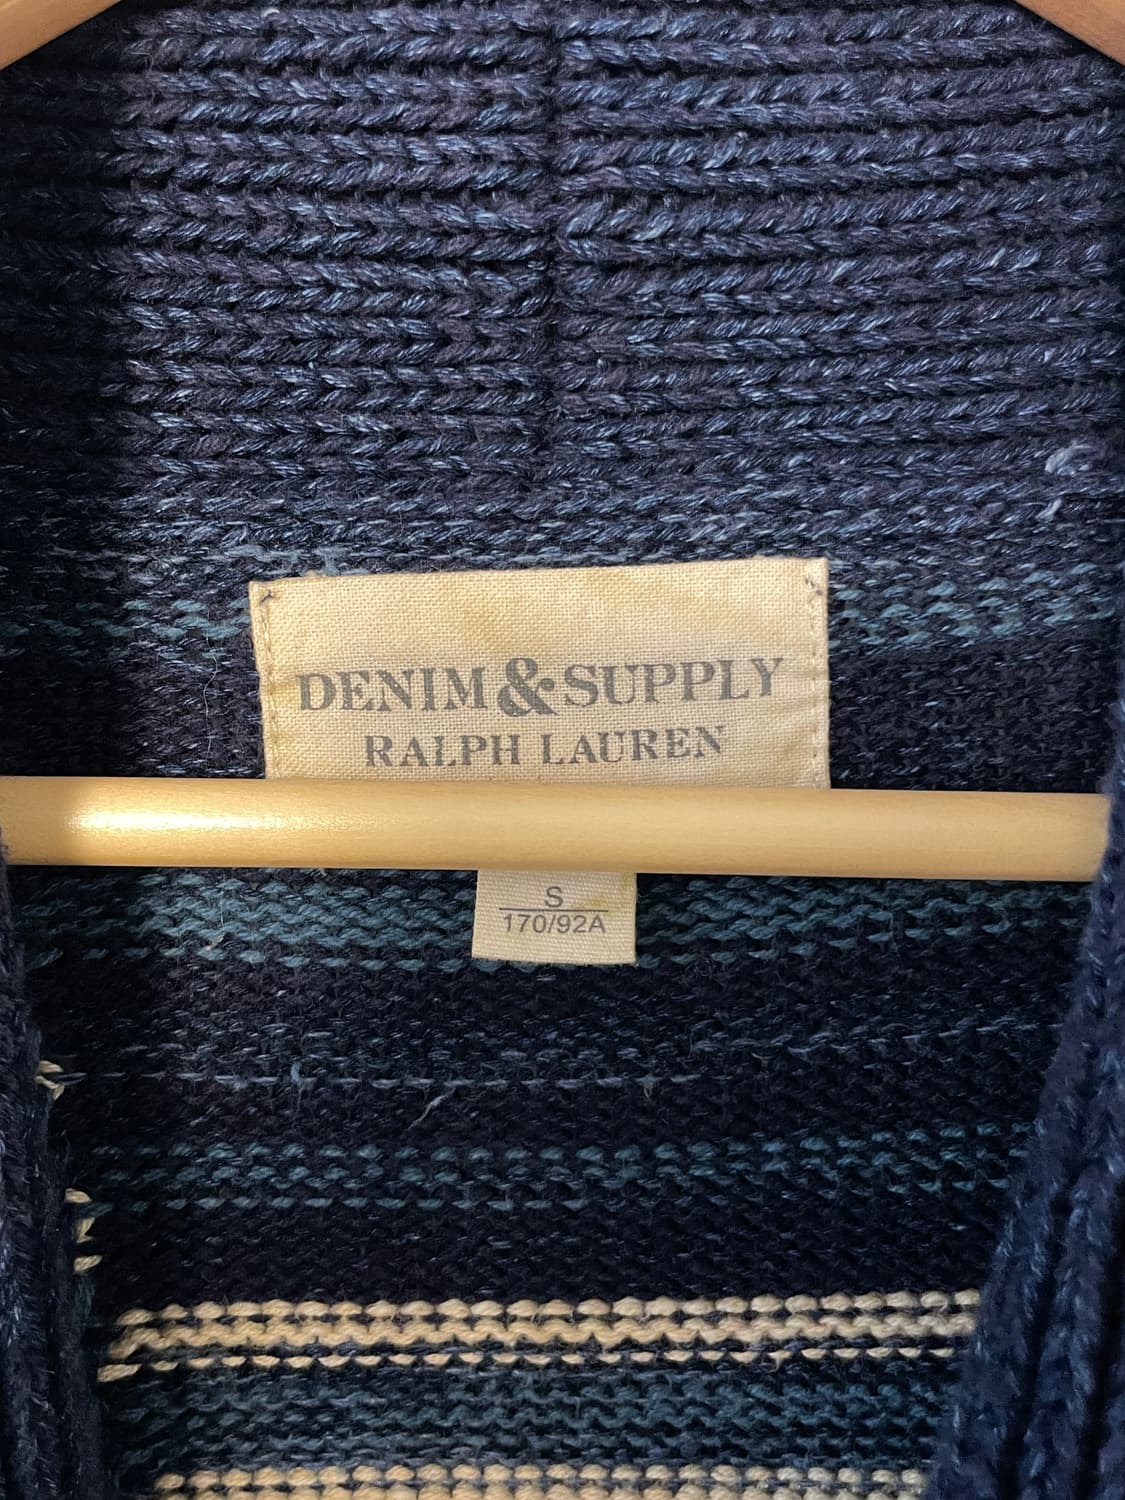 DENIM & SUPPLY
RALPH LAUREN
S
170/92A